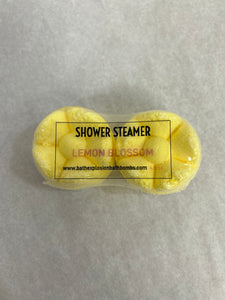 SHOWER STEAMER
LEMON BLOSSOM
www.bathexplosionbathbombs.com